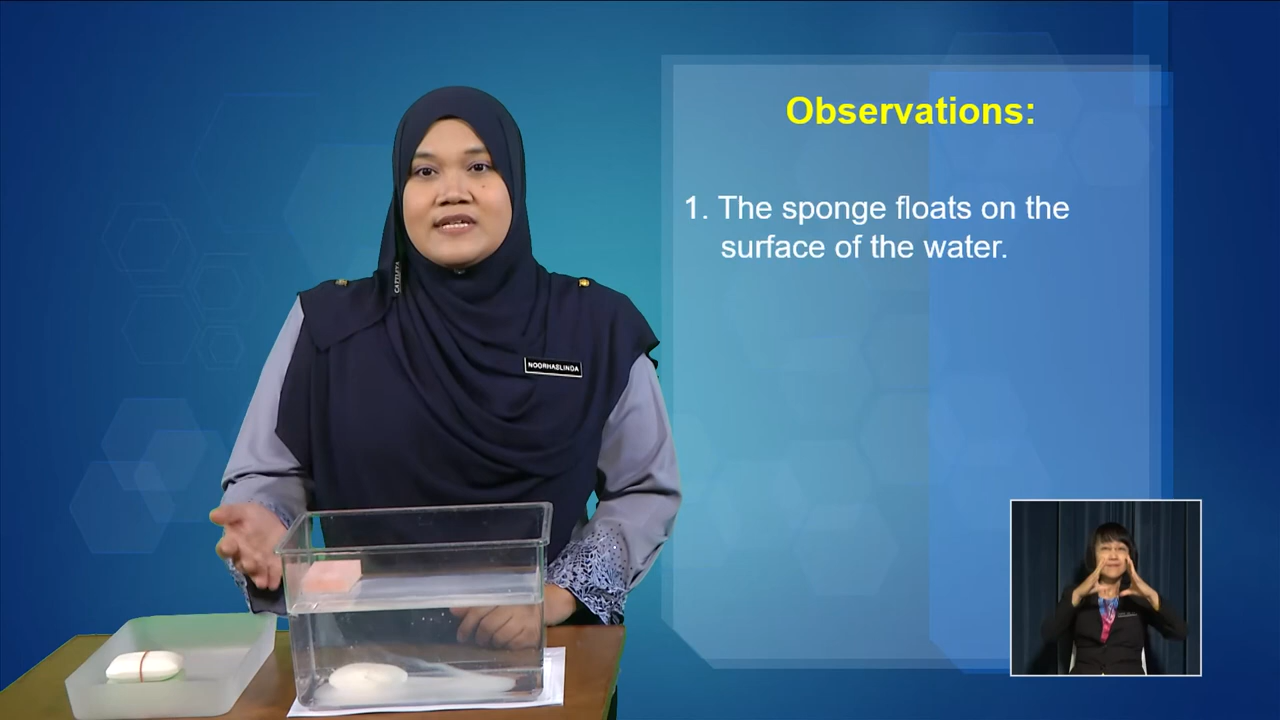 Observations:
1. The sponge floats on the
surface of the water.
NOORHASLINDA